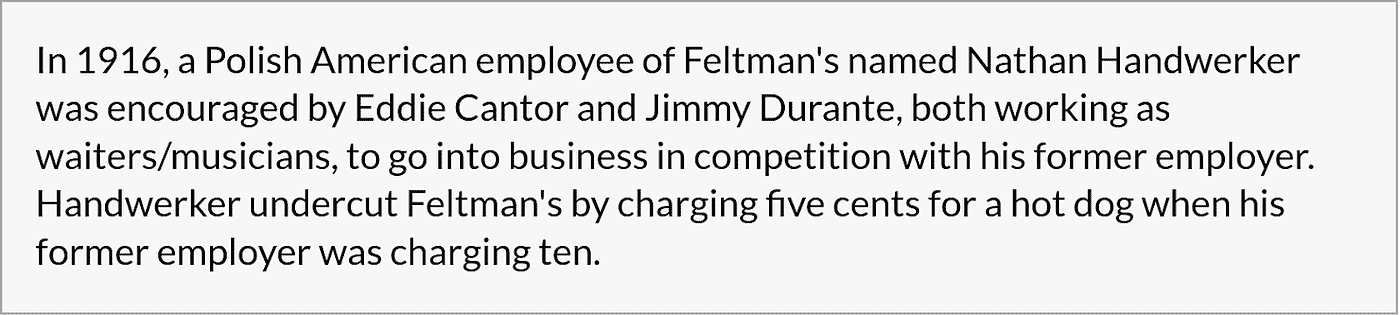 In 1916, a Polish American employee of Feltman's named Nathan Handwerker
was encouraged by Eddie Cantor and Jimmy Durante, both working as
waiters/musicians, to go into business in competition with his former employer.
Handwerker undercut Feltman's by charging five cents for a hot dog when his
former employer was charging ten.